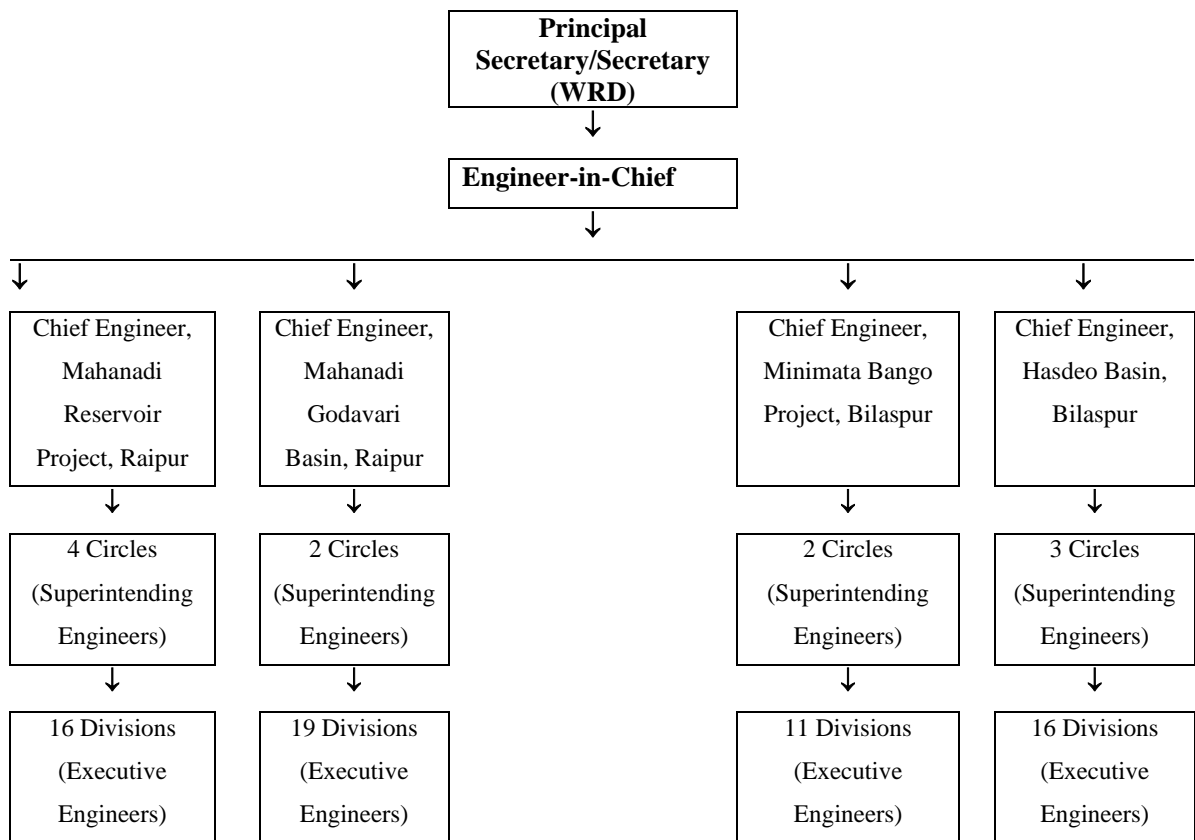 Principal
Secretary/Secretary
(WRD)
Engineer-in-Chief
Chief Engineer,
Mahanadi
Reservoir
Project, Raipur
Chief Engineer,
Mahanadi
Godavari
Basin, Raipur
Chief Engineer,
Minimata Bango
Project, Bilaspur
Chief Engineer,
Hasdeo Basin,
Bilaspur
4 Circles
(Superintending
Engineers)
2 Circles
(Superintending
Engineers)
2 Circles
(Superintending
Engineers)
3 Circles
(Superintending
Engineers)
16 Divisions
(Executive
Engineers)
19 Divisions
(Executive
Engineers)
11 Divisions
(Executive
Engineers)
16 Divisions
(Executive
Engineers)